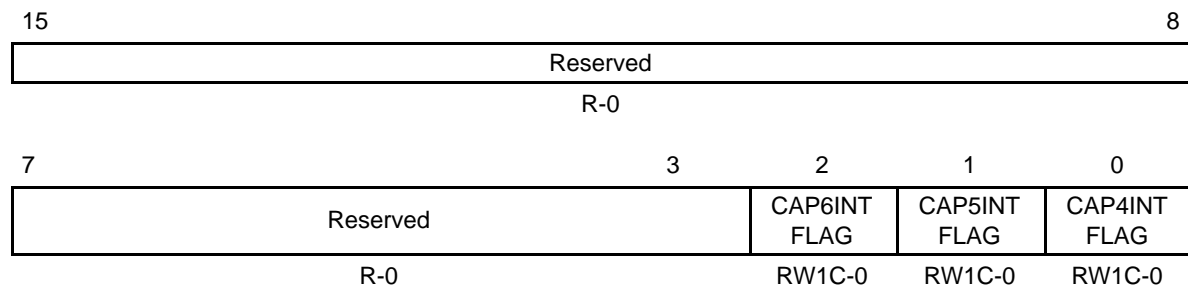 15 8
Reserved
R-0
7 3 2 1 0
Reserved CAP6INT FLAG CAP5INT FLAG CAP4INT FLAG
R-0 RW1C-0 RW1C-0 RW1C-0